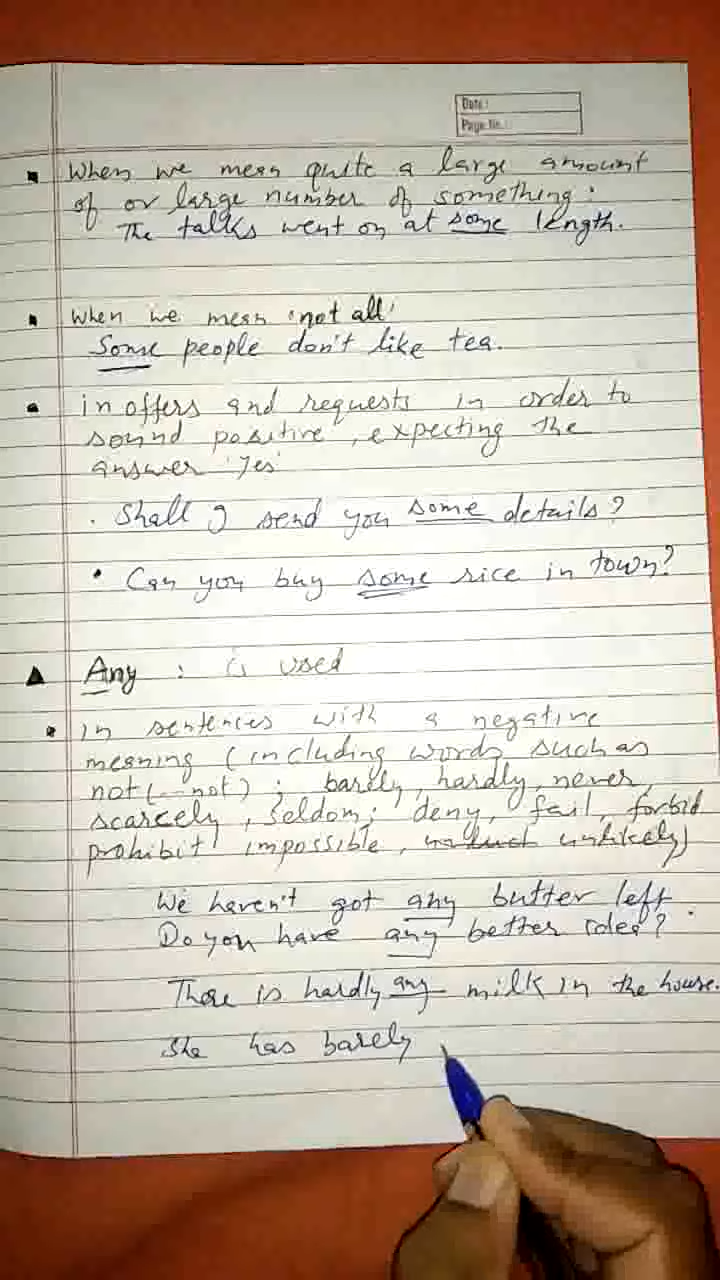 Date:
Page No.:
When we mean quite a large amount
of or large number of something:
The talks went on at some length.
When we mean 'not all'
Some people don't like tea.
in offers and requests in order to
sound positive, expecting the
answer 'Yes'
Shall I send you some details?
Can you buy some rice in town?
Any : is used
in sentences with a negative
meaning (including words such as
not (--not); barely, hardly, never,
scarcely, seldom; deny, fail, forbid
prohibit impossible, unlikely)
We haven't got any butter left.
Do you have any better idea?
There is hardly any milk in the house.
She has barely